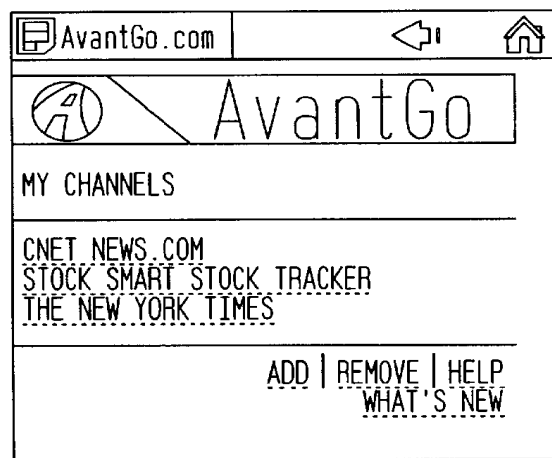 AvantGo.com
AvantGo
MY CHANNELS
CNET NEWS.COM
STOCK SMART STOCK TRACKER
THE NEW YORK TIMES
ADD | REMOVE | HELP
WHAT'S NEW